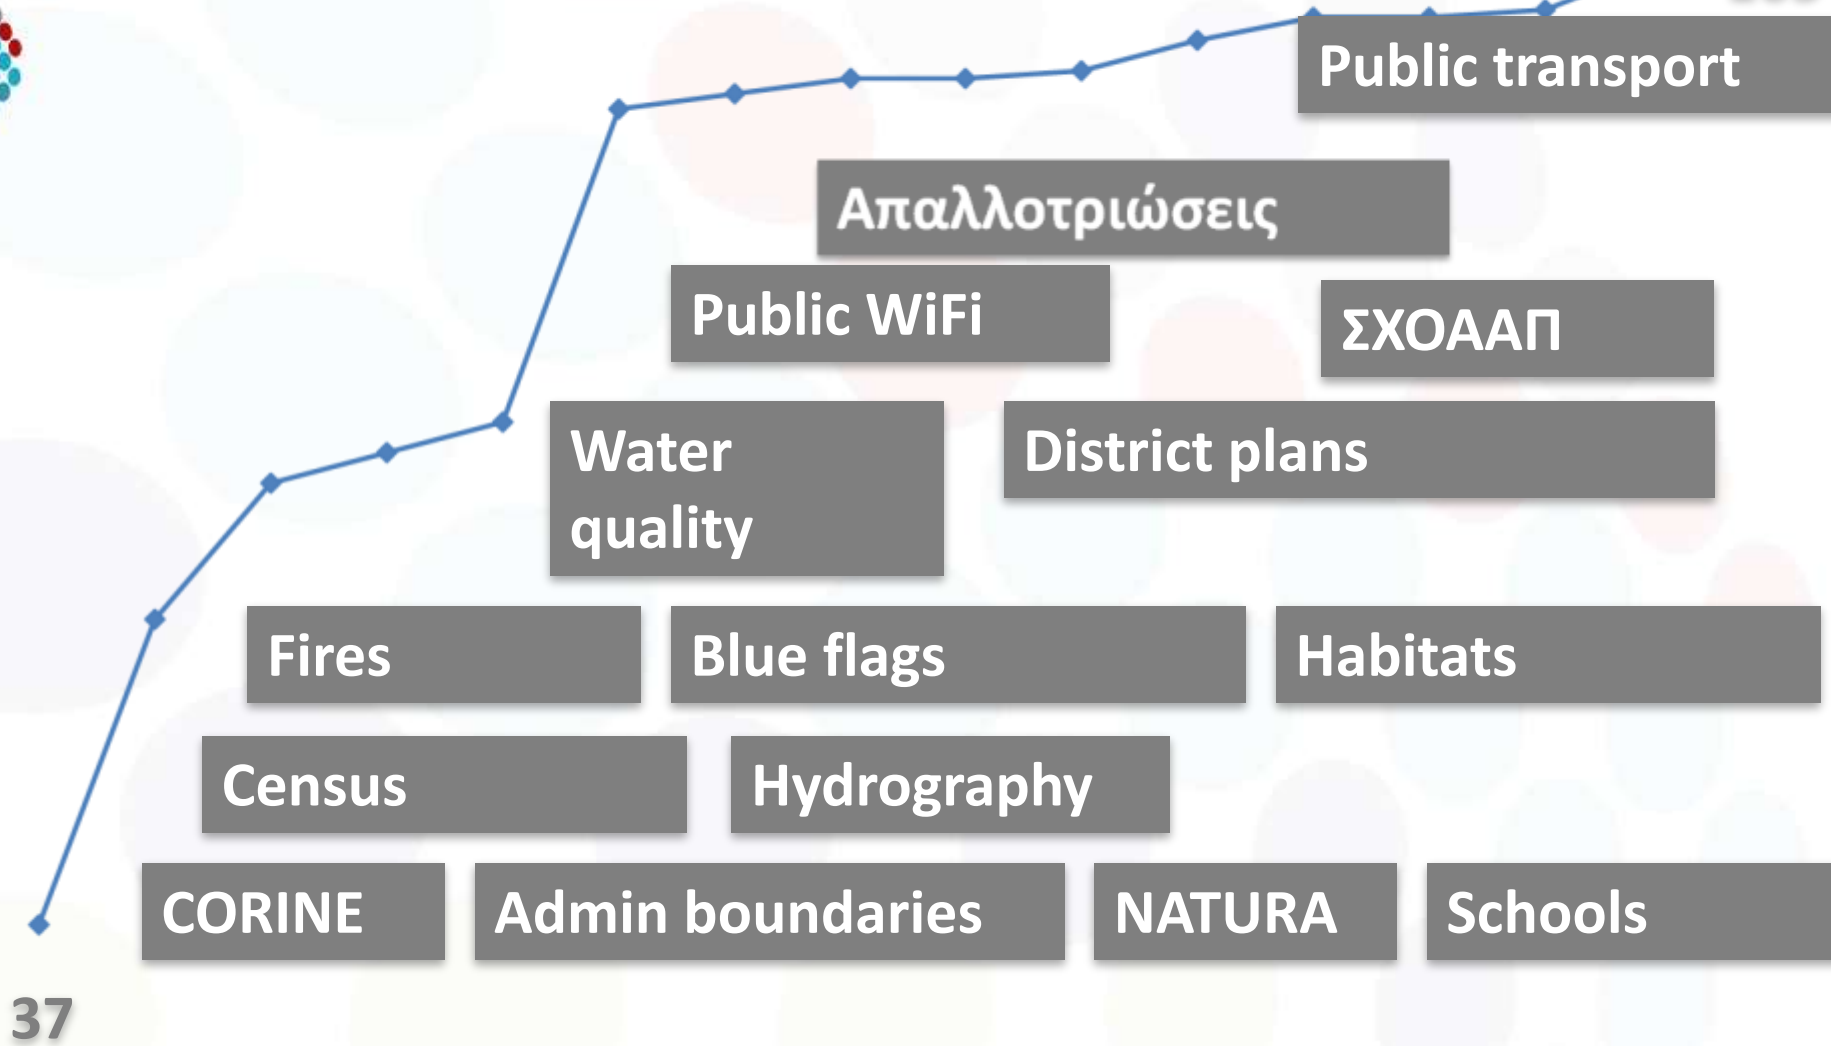 Public transport
Απαλλοτριώσεις
Public WiFi
ΣΧΟΑΑΠ
Water
quality
District plans
Fires
Blue flags
Habitats
Census
Hydrography
CORINE
Admin boundaries
NATURA
Schools
37